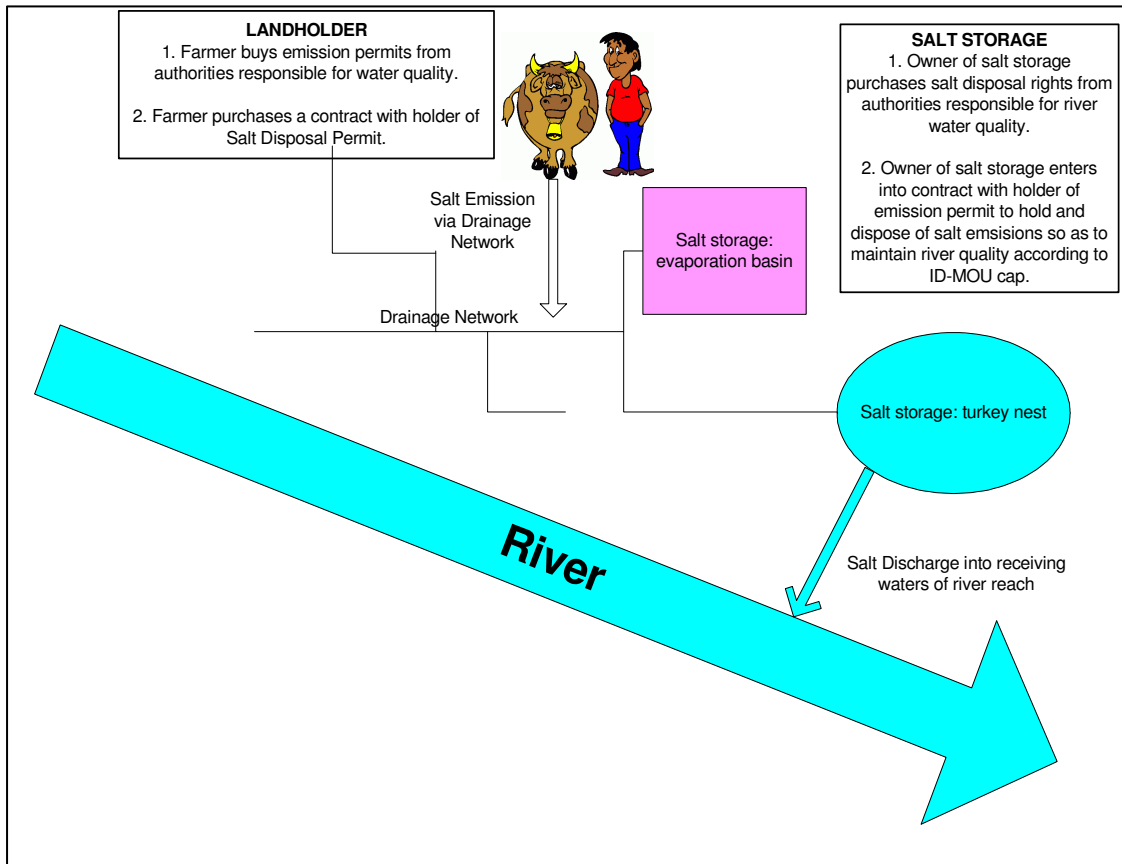 LANDHOLDER
1. Farmer buys emission permits from
authorities responsible for water quality.
2. Farmer purchases a contract with holder of
Salt Disposal Permit.
SALT STORAGE
1. Owner of salt storage
purchases salt disposal rights from
authorities responsible for river
water quality.
2. Owner of salt storage enters
into contract with holder of
emission permit to hold and
dispose of salt emsisions so as to
maintain river quality according to
ID-MOU cap.
Salt Emission
via Drainage
Network
Salt storage:
evaporation basin
Drainage Network
Salt storage: turkey nest
River
Salt Discharge into receiving
waters of river reach